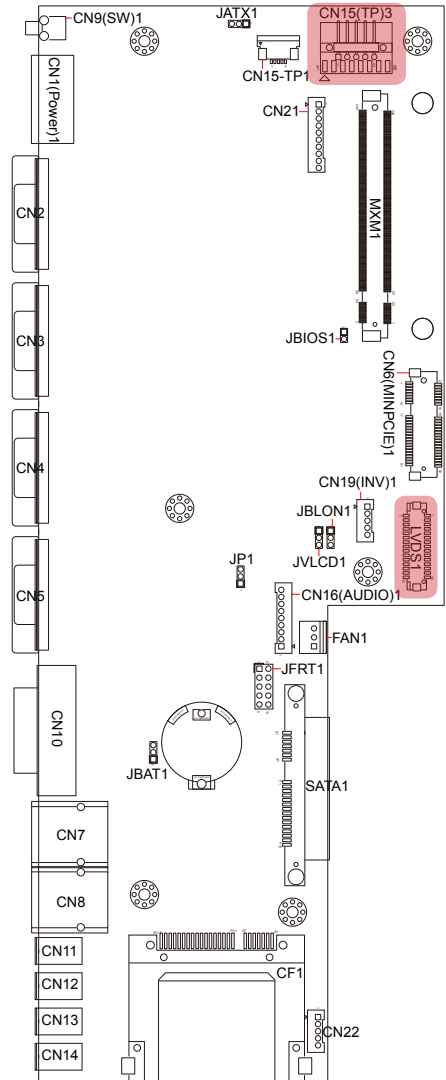 CN9(SW)1
JATX1
CN15(TP)3
1
8
CN15-TP1
CN1(Power)1
CN21
CN2
MXM1
JBIOS1
CN3
CN6(MINPCIE)1
CN4
CN19(INV)1
JBLON1
LVDS1
JVLCD1
JP1
CN5
CN16(AUDIO)1
FAN1
JFRT1
CN10
JBAT1
SATA1
CN7
CN8
CN11
CF1
CN12
CN13
CN22
CN14